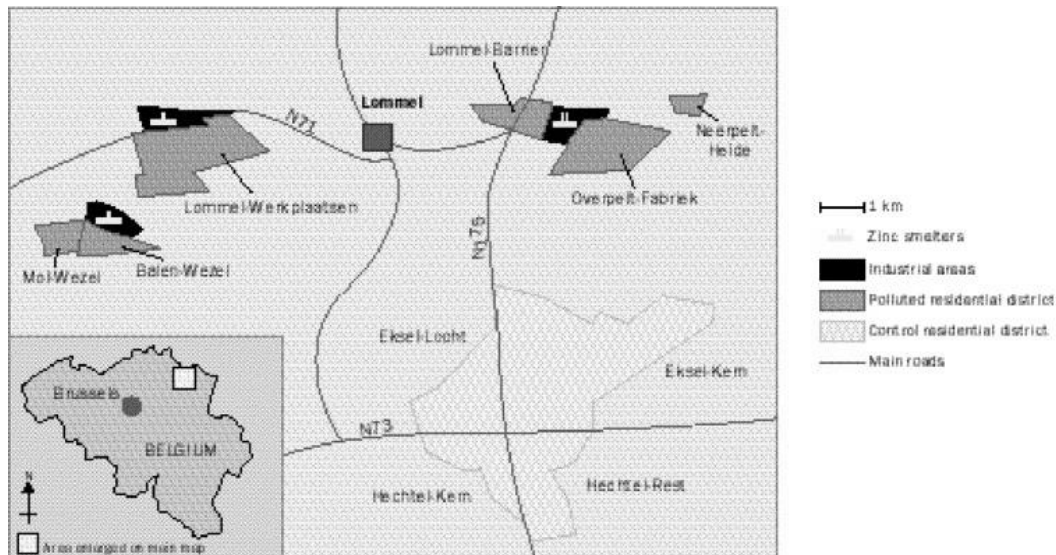 Lommel-Barrier
Lommel
N71
Neerpelt-
Heide
Overpelt-Fabriek
Lommel-Werkplaatsen
Mol-Wezel
Balen-Wezel
N175
Eksel-Locht
Eksel-Kern
N73
Hechtel-Kern
Hechtel-Rest
Brussels
BELGIUM
N
Area enlarged on main map
1 km
Zinc smelters
Industrial areas
Polluted residential district
Control residential district
Main roads